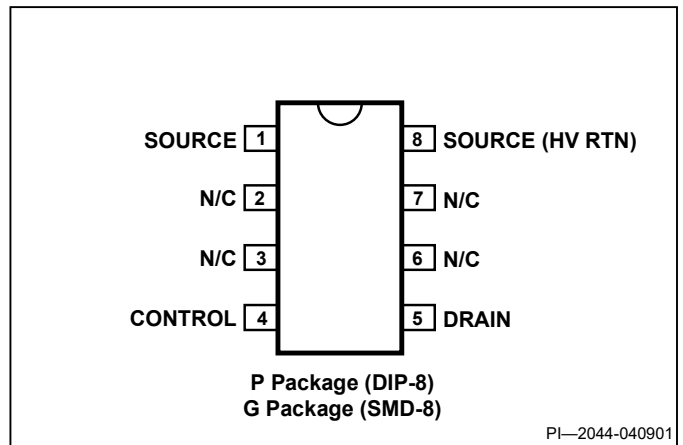 SOURCE 1 8 SOURCE (HV RTN)
N/C 2 7 N/C
N/C 3 6 N/C
CONTROL 4 5 DRAIN
P Package (DIP-8)
G Package (SMD-8)
PI—2044-040901